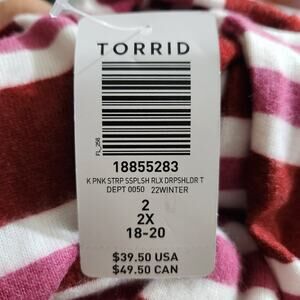 TORRID
FL_258
18855283
K PNK STRP SSPLSH RLX DRPSHLDR T
DEPT 0050 22WINTER
2
2X
18-20
$39.50 USA
$49.50 CAN